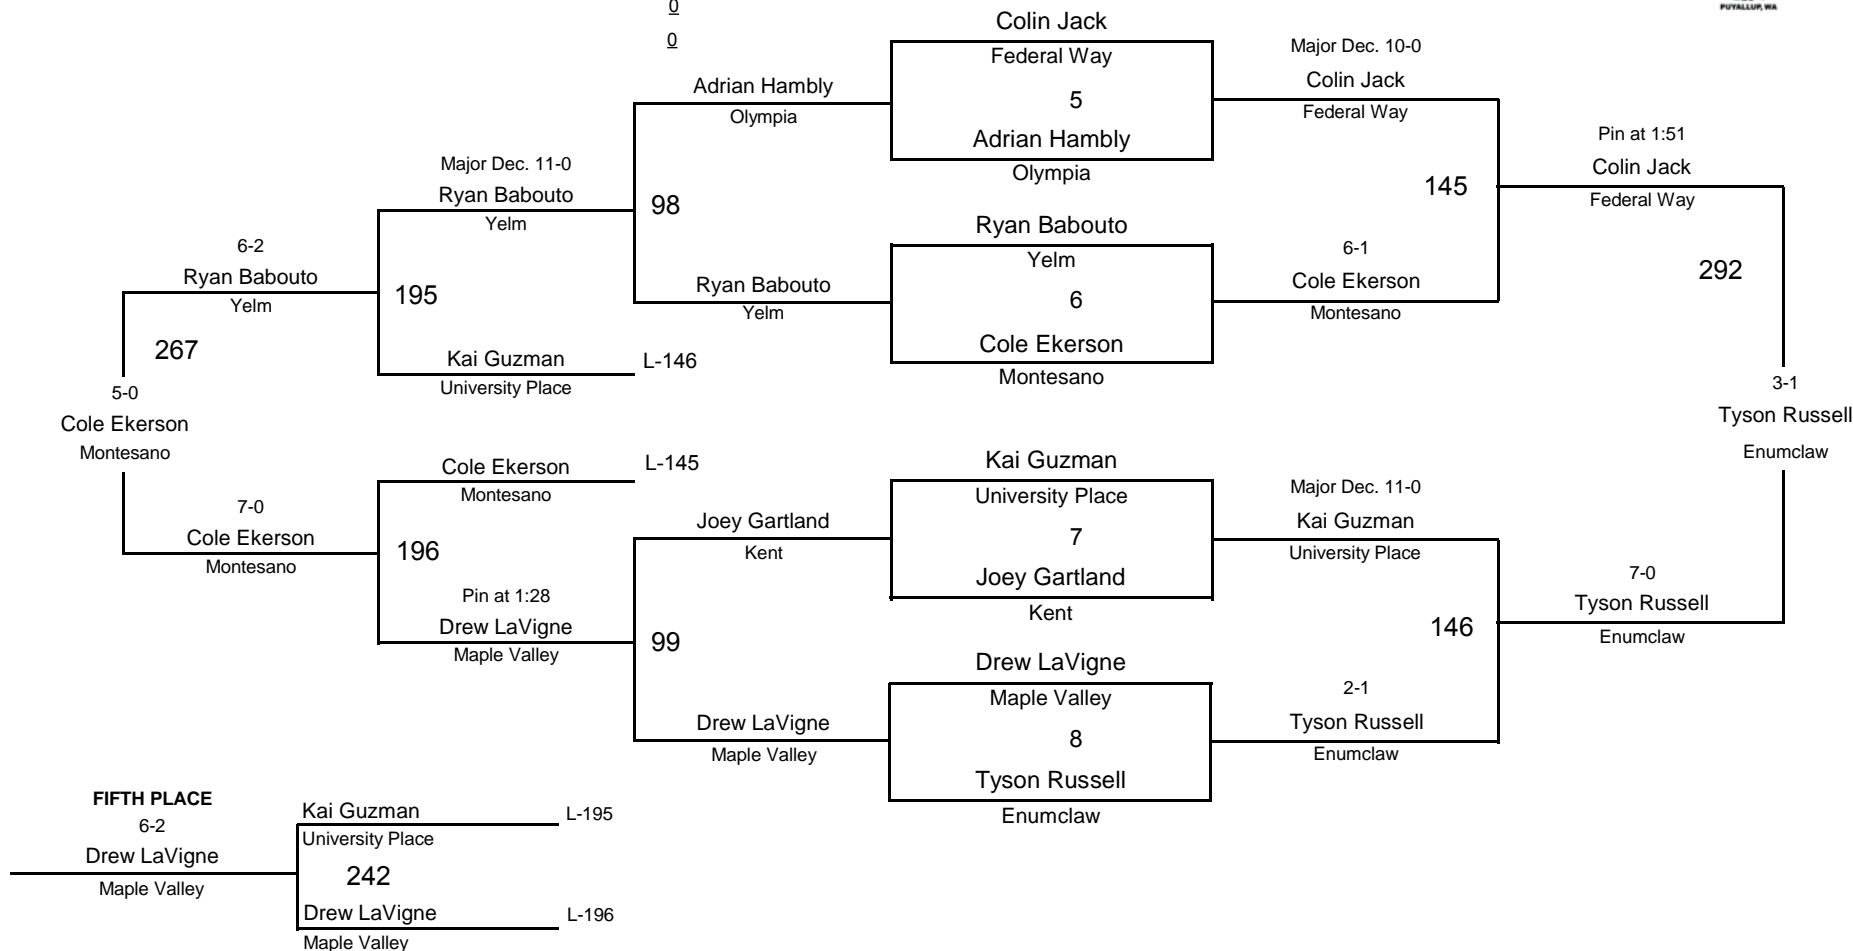 0
0
PUYALLUP, WA
Colin Jack
Federal Way
5
Adrian Hambly
Olympia
Ryan Babouto
Yelm
6
Cole Ekerson
Montesano
Kai Guzman
University Place
7
Joey Gartland
Kent
Drew LaVigne
Maple Valley
8
Tyson Russell
Enumclaw
Major Dec. 10-0
Colin Jack
Federal Way
145
6-1
Cole Ekerson
Montesano
Major Dec. 11-0
Kai Guzman
University Place
146
2-1
Tyson Russell
Enumclaw
Pin at 1:51
Colin Jack
Federal Way
292
7-0
Tyson Russell
Enumclaw
3-1
Tyson Russell
Enumclaw
Adrian Hambly
Olympia
98
Ryan Babouto
Yelm
Joey Gartland
Kent
99
Drew LaVigne
Maple Valley
Major Dec. 11-0
Ryan Babouto
Yelm
195
Kai Guzman
L-146
University Place
Cole Ekerson
L-145
Montesano
196
Pin at 1:28
Drew LaVigne
Maple Valley
6-2
Ryan Babouto
Yelm
267
7-0
Cole Ekerson
Montesano
5-0
Cole Ekerson
Montesano
FIFTH PLACE
6-2
Drew LaVigne
Maple Valley
Kai Guzman
L-195
University Place
242
Drew LaVigne
L-196
Maple Valley